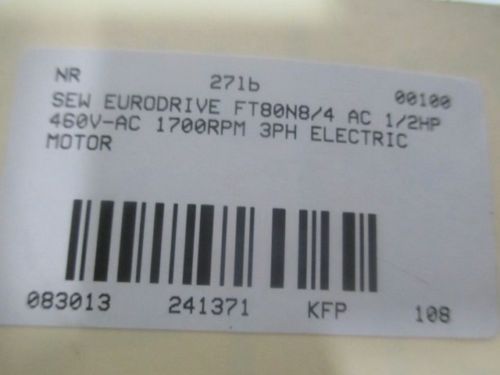 NR 271b 00100
SEW EURODRIVE FT80N8/4 AC 1/2HP
460V-AC 1700RPM 3PH ELECTRIC
MOTOR
083013 241371 KFP 108